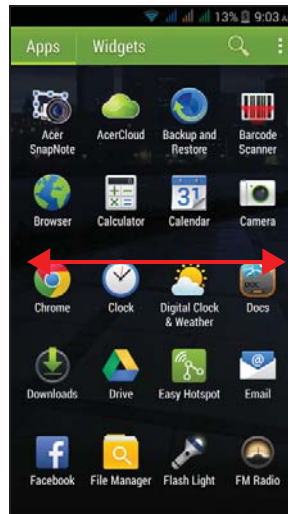 13% 9:03 A
Apps Widgets
Acer SnapNote AcerCloud Backup and Restore Barcode Scanner
Browser Calculator 31 Calendar Camera
Chrome Clock Digital Clock & Weather DOC Docs
Downloads Drive Easy Hotspot @ Email
f Facebook File Manager Flash Light FM Radio